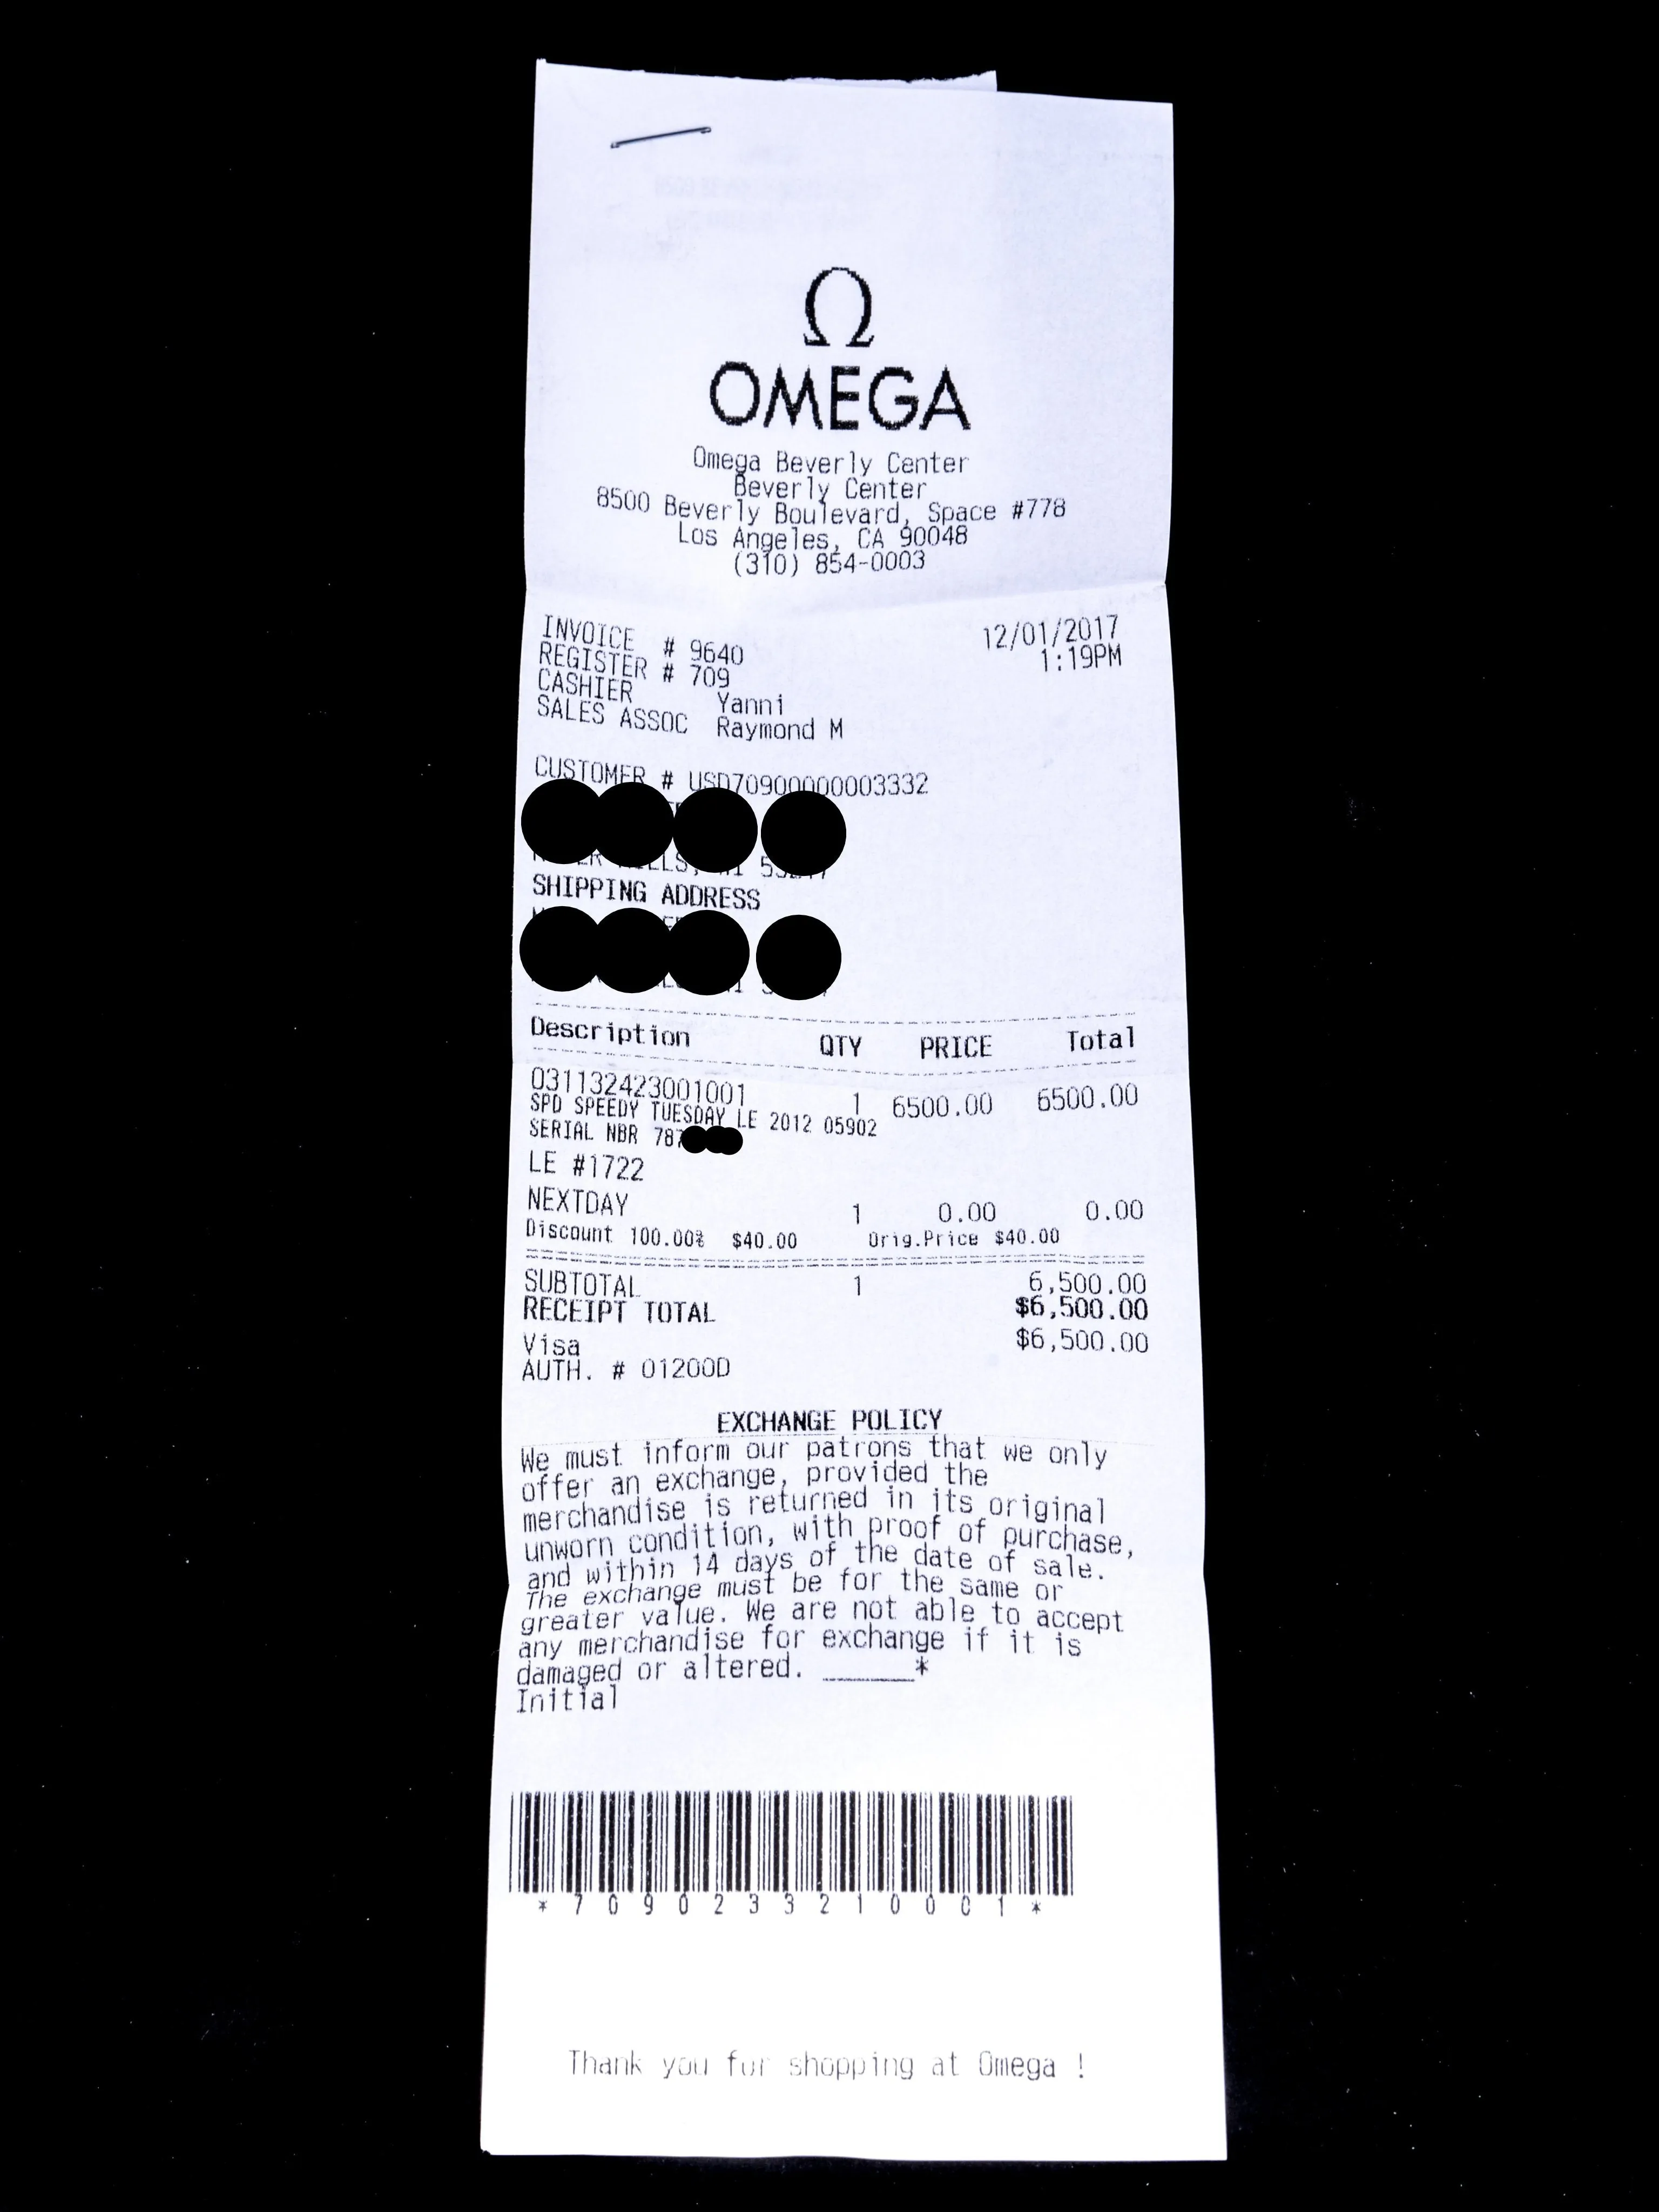 Ω
OMEGA
Omega Beverly Center
Beverly Center
8500 Beverly Boulevard, Space #778
Los Angeles, CA 90048
(310) 854-0003
INVOICE # 9640 12/01/2017
REGISTER # 709 1:19PM
CASHIER Yanni
SALES ASSOC Raymond M
CUSTOMER # USD70900000003332
SHIPPING ADDRESS
Description QTY PRICE Total
031132423001001 1 6500.00 6500.00
SPD SPEEDY TUESDAY LE 2012 05902
SERIAL NBR 787
LE #1722
NEXTDAY 1 0.00 0.00
Discount 100.00% $40.00 Orig.Price $40.00
SUBTOTAL 1 6,500.00
RECEIPT TOTAL $6,500.00
Visa $6,500.00
AUTH. # 01200D
EXCHANGE POLICY
We must inform our patrons that we only
offer an exchange, provided the
merchandise is returned in its original
unworn condition, with proof of purchase,
and within 14 days of the date of sale.
The exchange must be for the same or
greater value. We are not able to accept
any merchandise for exchange if it is
damaged or altered. ______*
Initial
*7090233210001*
Thank you for shopping at Omega !